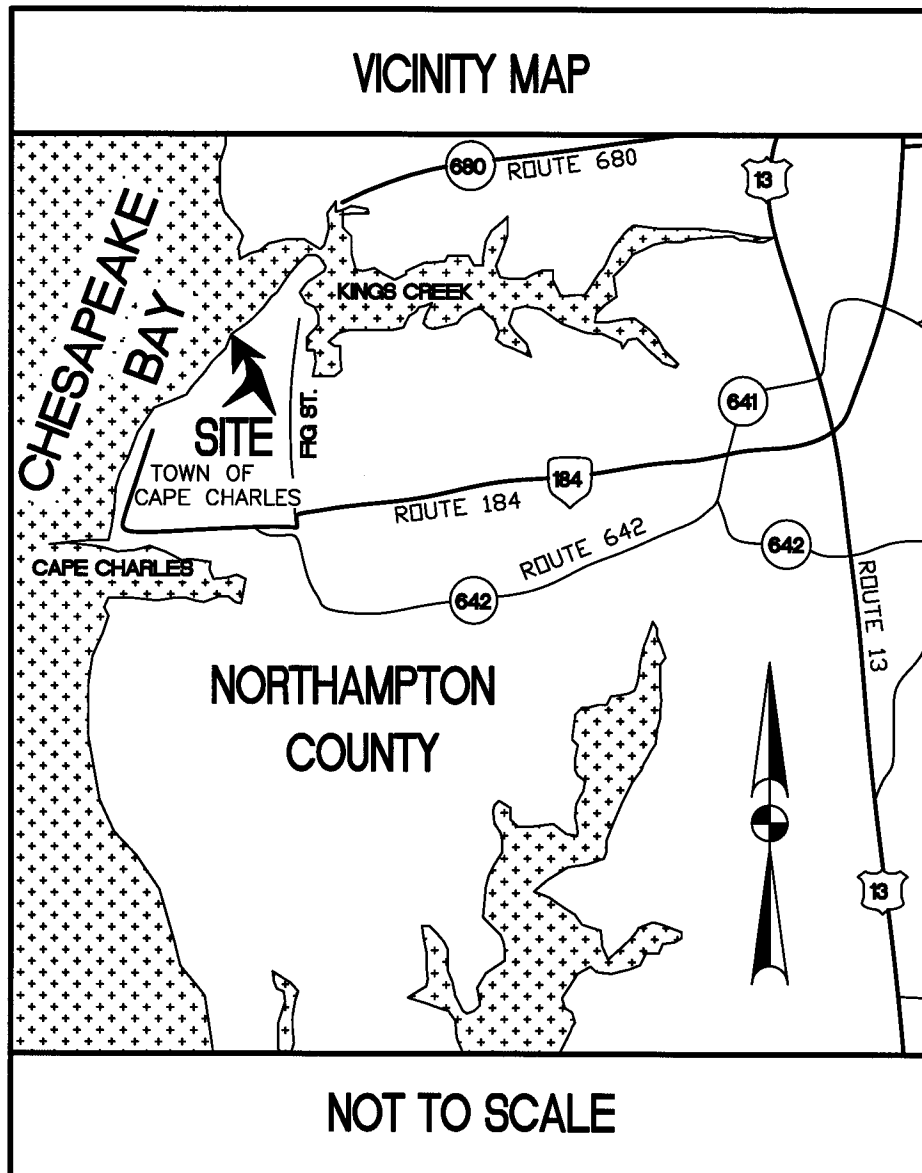 VICINITY MAP
680
ROUTE 680
13
CHESAPEAKE
BAY
KINGS CREEK
SITE
FIG ST.
641
TOWN OF
CAPE CHARLES
184
ROUTE 184
ROUTE 642
642
CAPE CHARLES
642
ROUTE 13
NORTHAMPTON
COUNTY
13
NOT TO SCALE